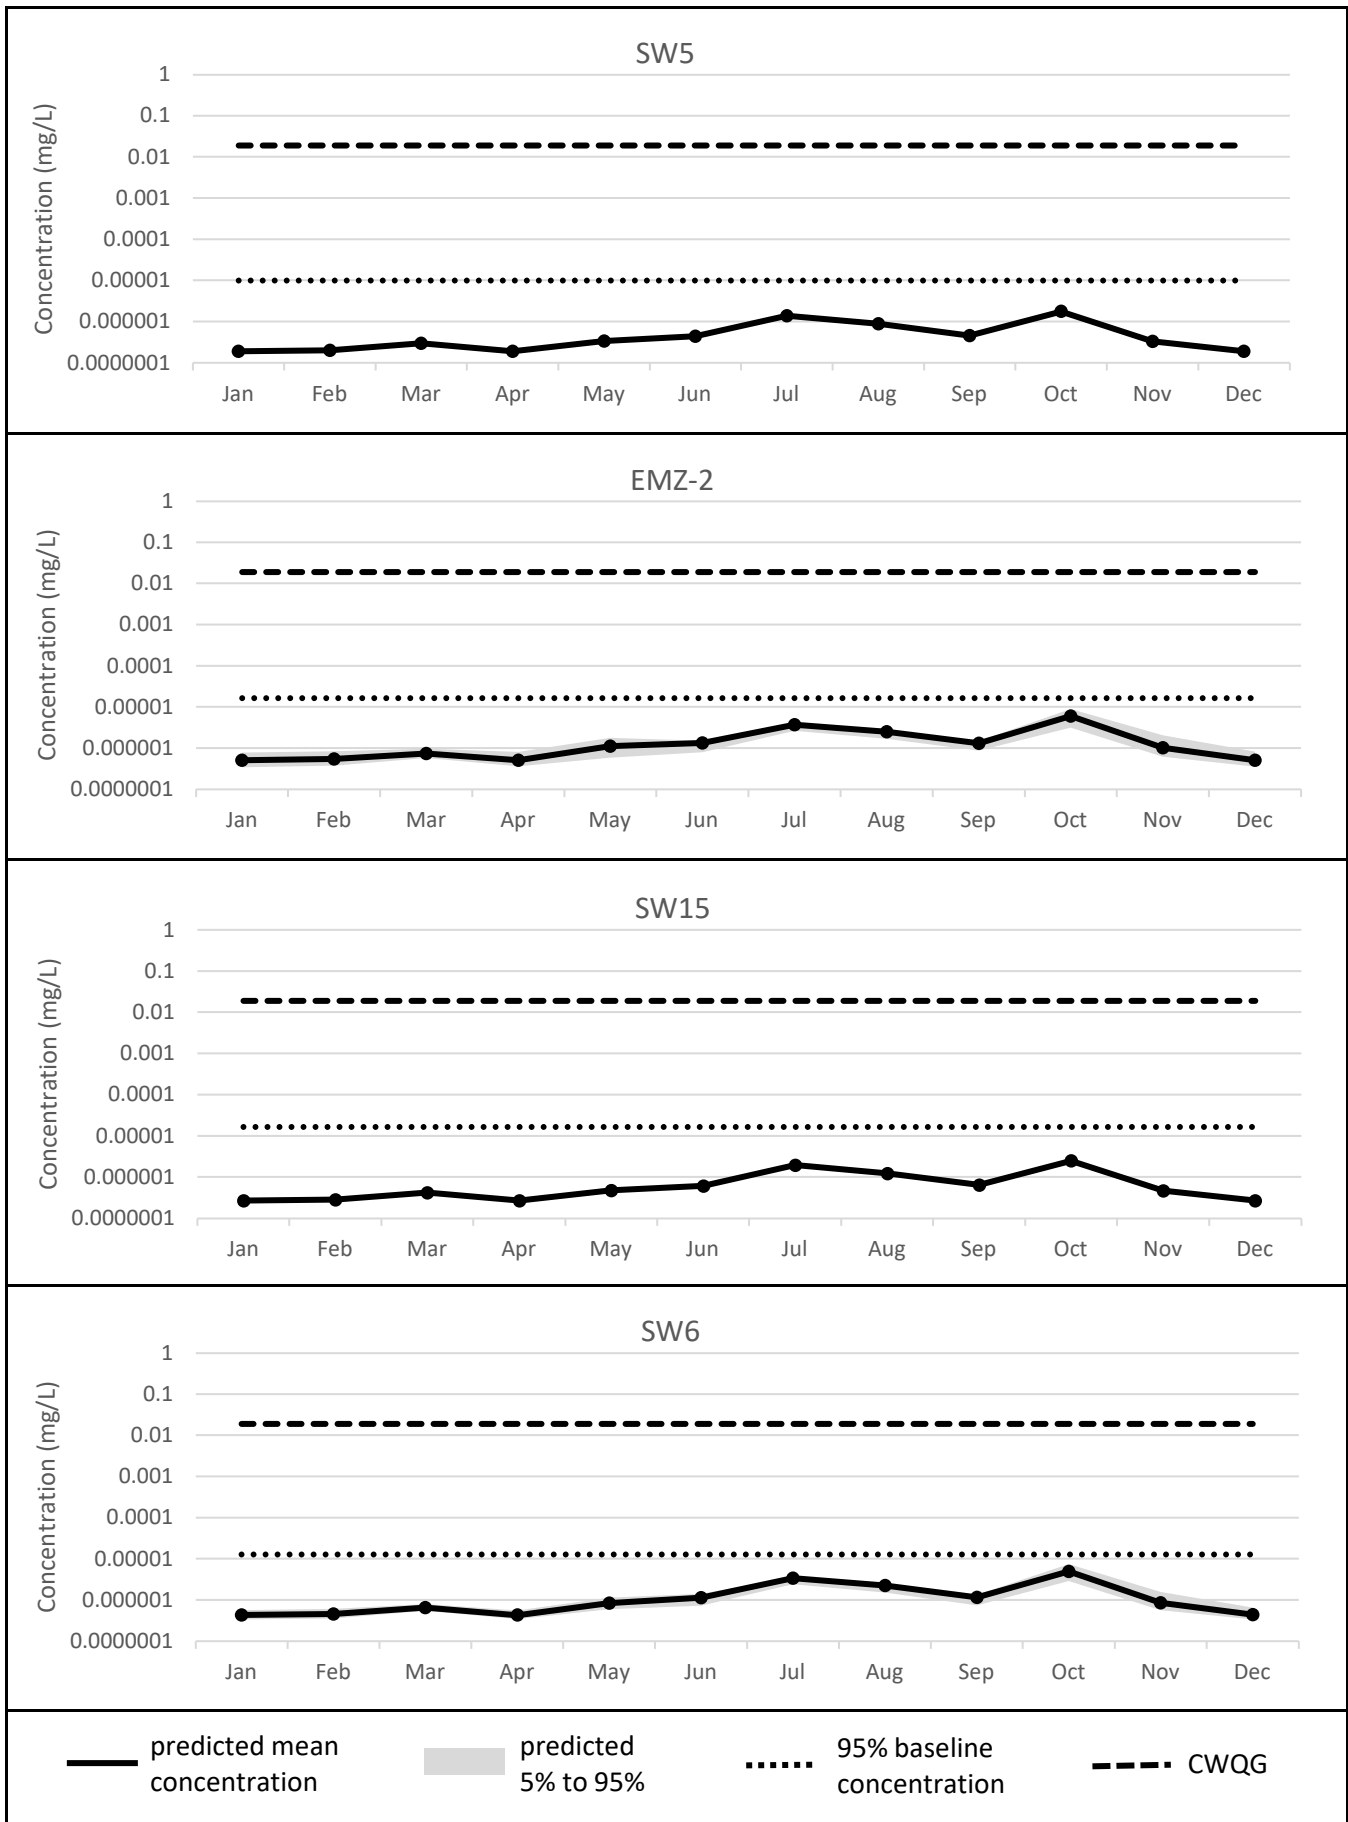 SW5
Concentration (mg/L)
1
0.1
0.01
0.001
0.0001
0.00001
0.000001
0.0000001
Jan Feb Mar Apr May Jun Jul Aug Sep Oct Nov Dec
EMZ-2
Concentration (mg/L)
1
0.1
0.01
0.001
0.0001
0.00001
0.000001
0.0000001
Jan Feb Mar Apr May Jun Jul Aug Sep Oct Nov Dec
SW15
Concentration (mg/L)
1
0.1
0.01
0.001
0.0001
0.00001
0.000001
0.0000001
Jan Feb Mar Apr May Jun Jul Aug Sep Oct Nov Dec
SW6
Concentration (mg/L)
1
0.1
0.01
0.001
0.0001
0.00001
0.000001
0.0000001
Jan Feb Mar Apr May Jun Jul Aug Sep Oct Nov Dec
predicted mean
concentration
predicted
5% to 95%
95% baseline
concentration
CWQG